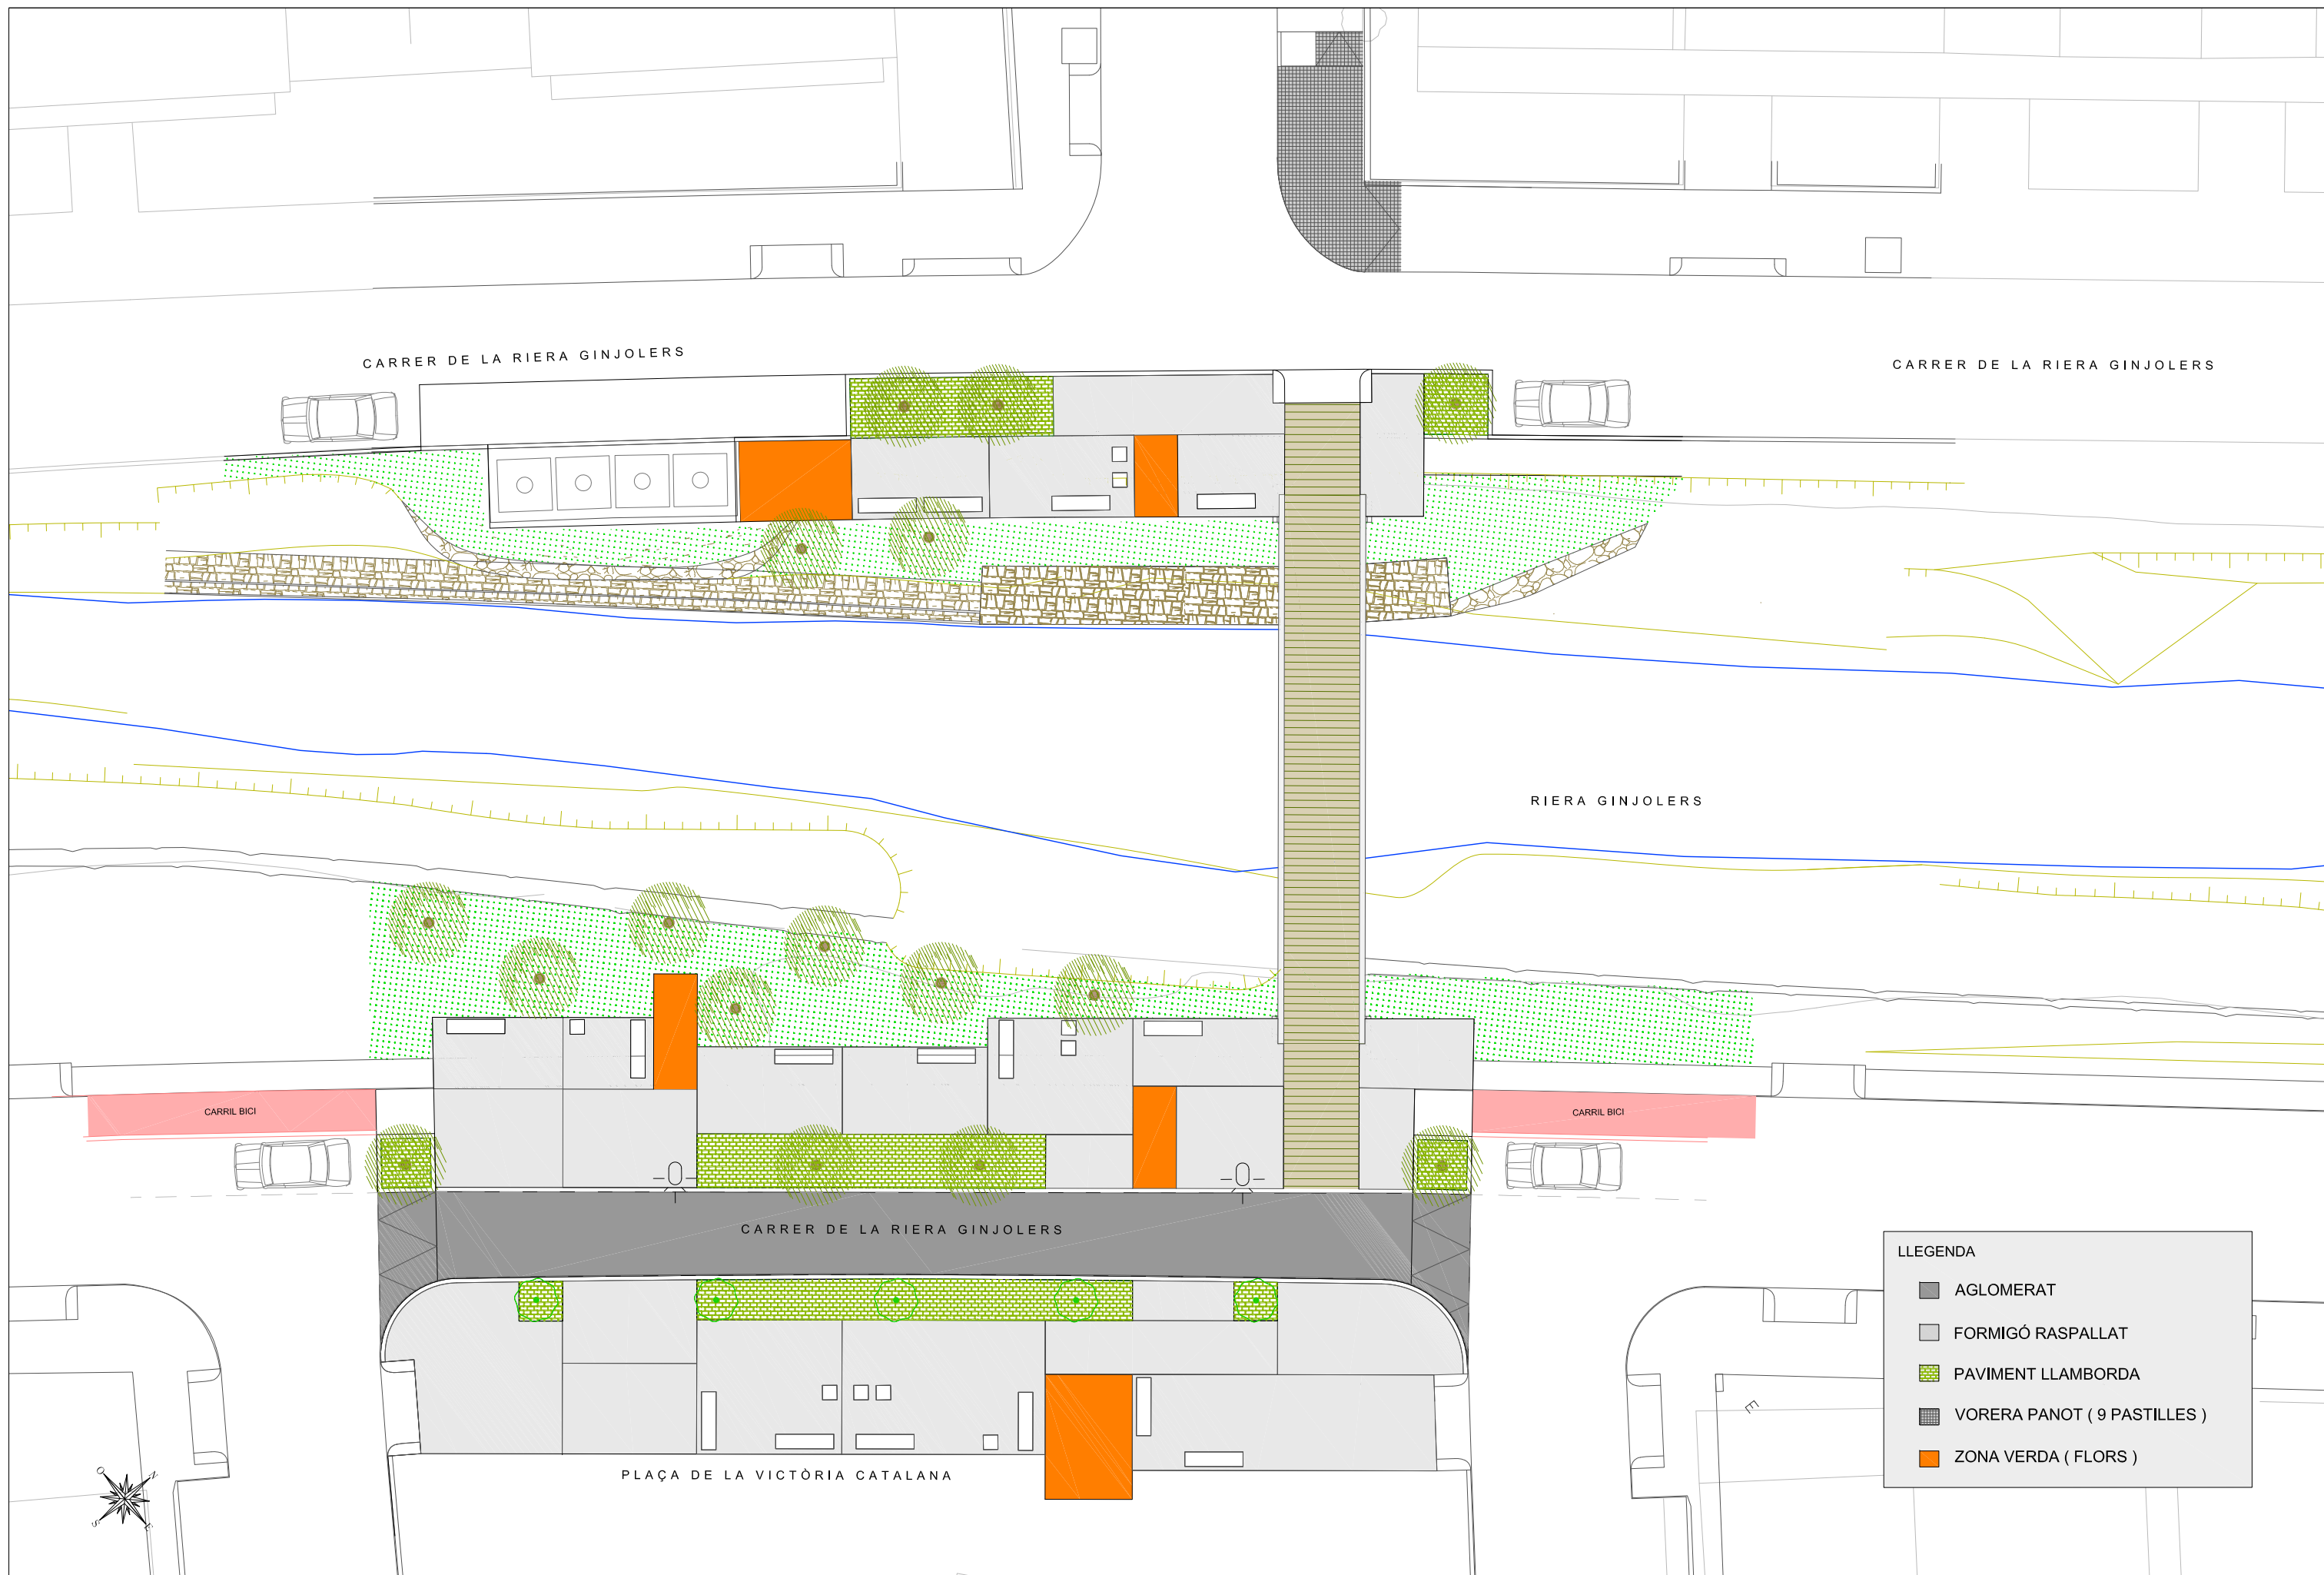 CARRER DE LA RIERA GINJOLERS
CARRER DE LA RIERA GINJOLERS
RIERA GINJOLERS
CARRIL BICI
CARRIL BICI
CARRER DE LA RIERA GINJOLERS
PLAÇA DE LA VICTÒRIA CATALANA
LLEGENDA
AGLOMERAT
FORMIGÓ RASPALLAT
PAVIMENT LLAMBORDA
VORERA PANOT ( 9 PASTILLES )
ZONA VERDA ( FLORS )
E
O
N
S
E